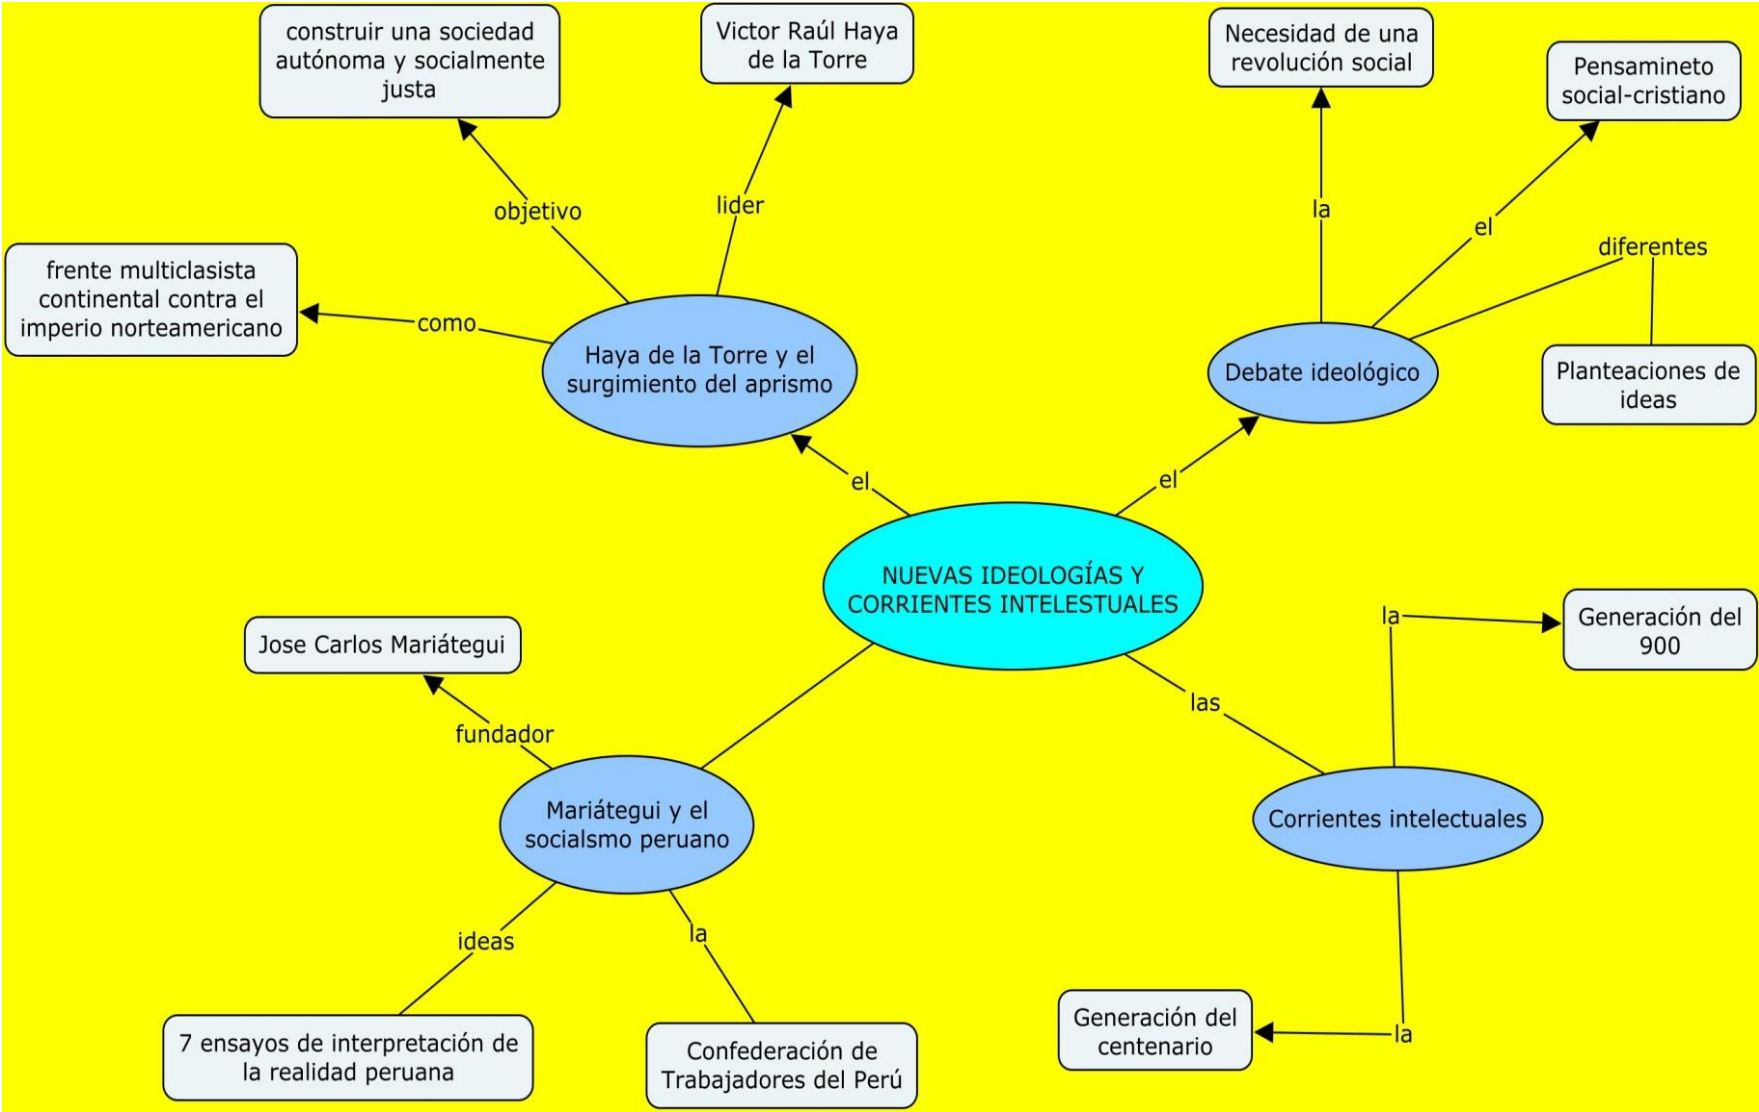 construir una sociedad
autónoma y socialmente
justa
Victor Raúl Haya
de la Torre
Necesidad de una
revolución social
Pensamineto
social-cristiano
objetivo
lider
la
el
diferentes
frente multiclasista
continental contra el
imperio norteamericano
como
Haya de la Torre y el
surgimiento del aprismo
Debate ideológico
Planteaciones de
ideas
el
el
NUEVAS IDEOLOGÍAS Y
CORRIENTES INTELESTUALES
Jose Carlos Mariátegui
la
Generación del
900
fundador
las
Mariátegui y el
socialsmo peruano
Corrientes intelectuales
ideas
la
7 ensayos de interpretación de
la realidad peruana
Confederación de
Trabajadores del Perú
Generación del
centenario
la